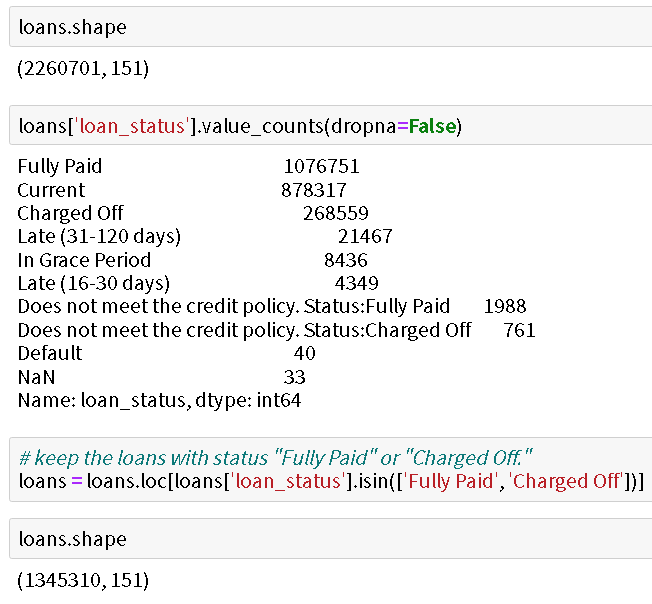 loans.shape
(2260701, 151)
loans['loan_status'].value_counts(dropna=False)
Fully Paid 1076751
Current 878317
Charged Off 268559
Late (31-120 days) 21467
In Grace Period 8436
Late (16-30 days) 4349
Does not meet the credit policy. Status:Fully Paid 1988
Does not meet the credit policy. Status:Charged Off 761
Default 40
NaN 33
Name: loan_status, dtype: int64
# keep the loans with status "Fully Paid" or "Charged Off."
loans = loans.loc[loans['loan_status'].isin(['Fully Paid', 'Charged Off'])]
loans.shape
(1345310, 151)